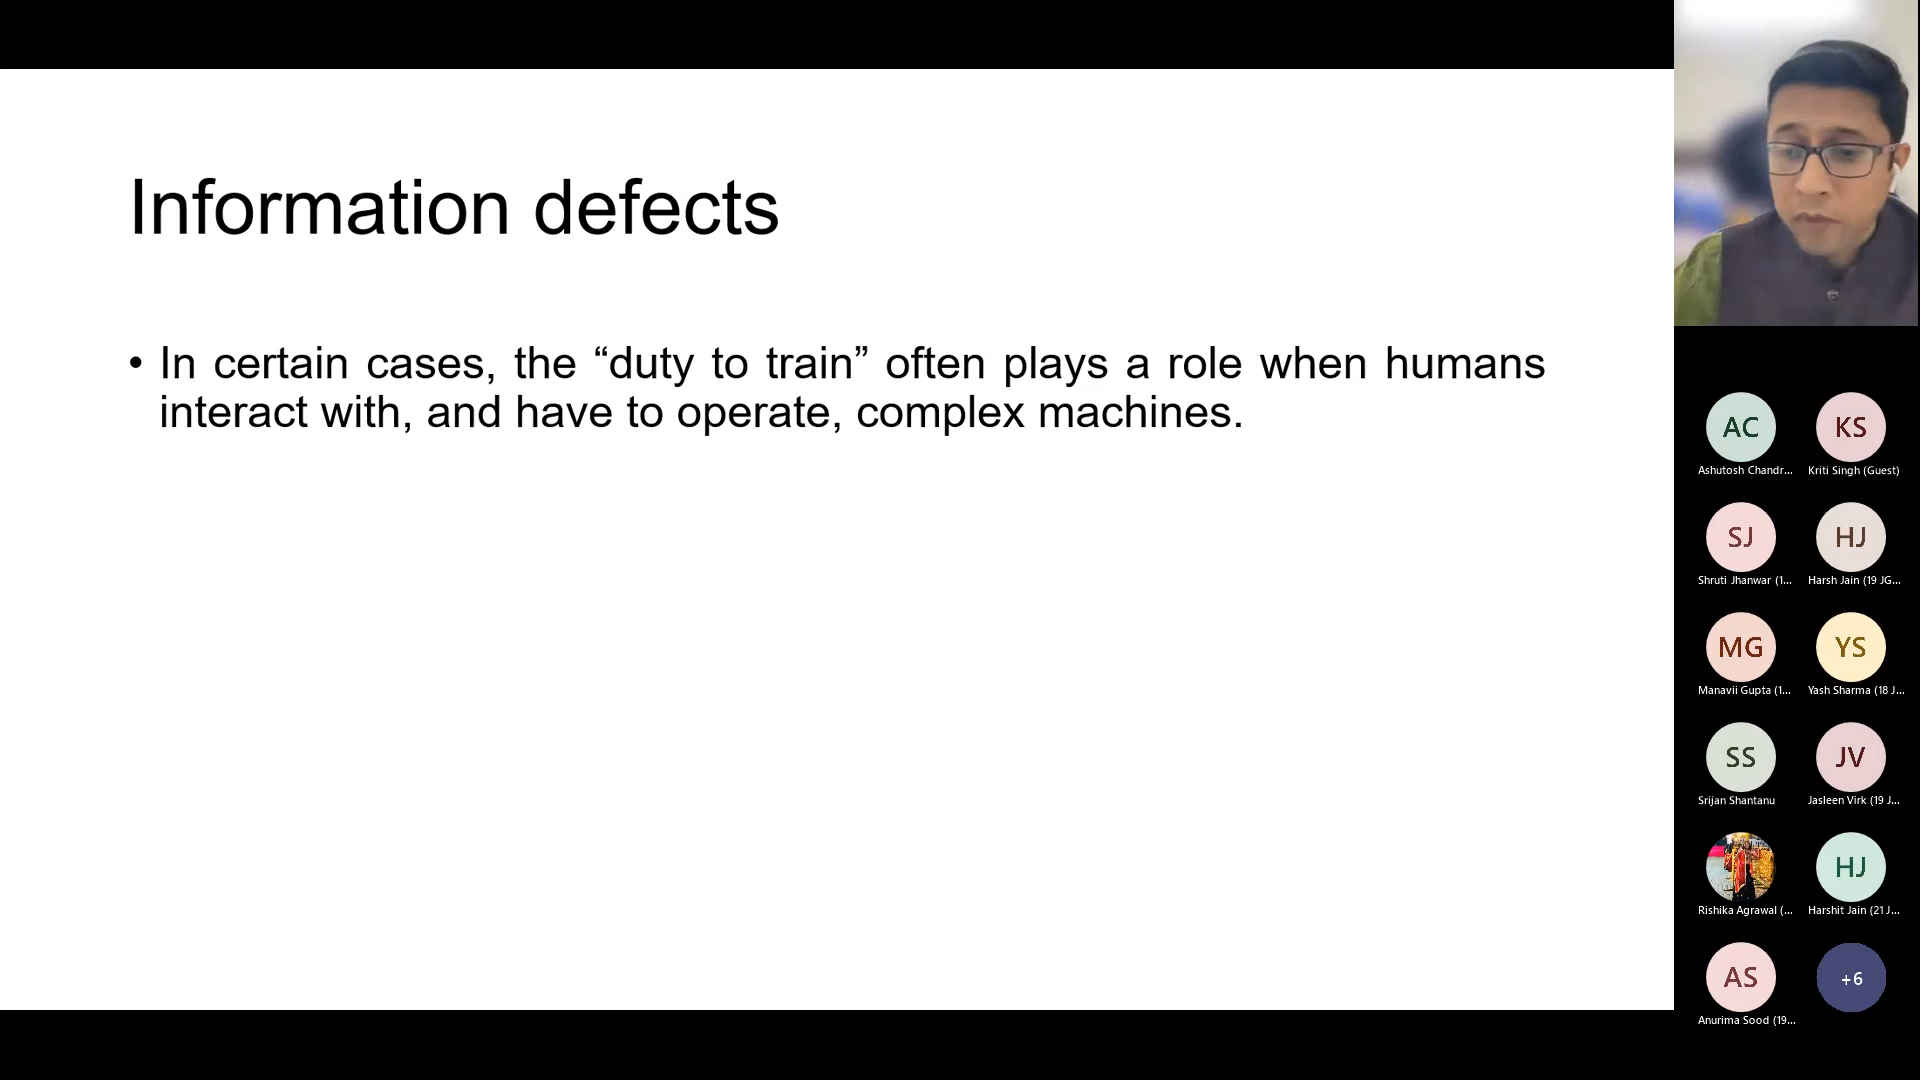 Information defects
• In certain cases, the “duty to train” often plays a role when humans
interact with, and have to operate, complex machines.
AC
KS
Ashutosh Chandr...
Kriti Singh (Guest)
SJ
HJ
Shruti Jhanwar (1...
Harsh Jain (19 JG...
MG
YS
Manavii Gupta (1...
Yash Sharma (18 J...
SS
JV
Srijan Shantanu
Jasleen Virk (19 J...
HJ
Rishika Agrawal (...
Harshit Jain (21 J...
AS
+6
Anurima Sood (19...